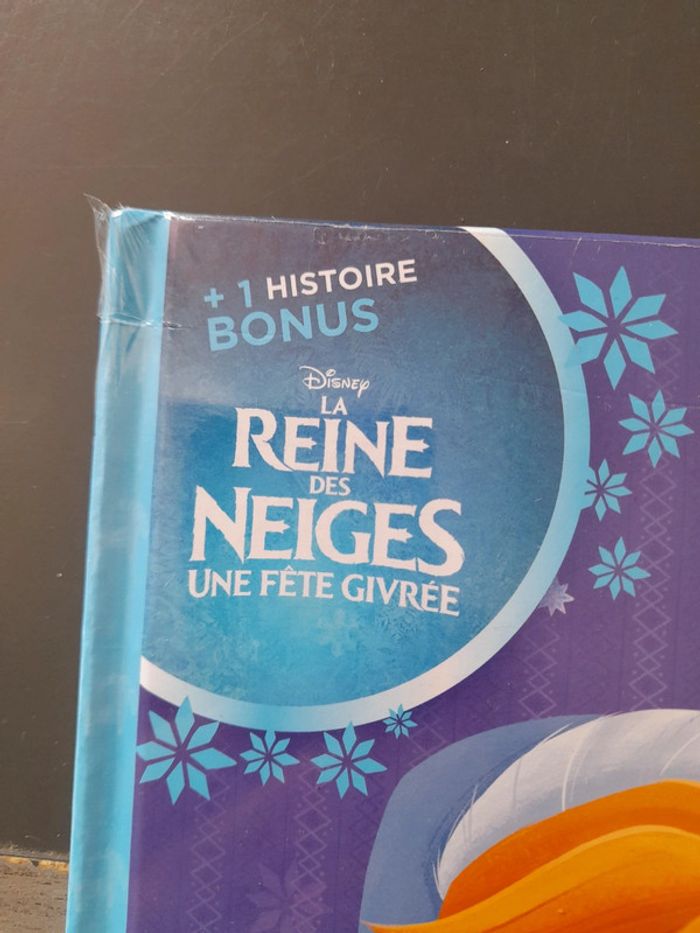 + 1 HISTOIRE
BONUS
Disney
LA
REINE
DES
NEIGES
UNE FÊTE GIVRÉE